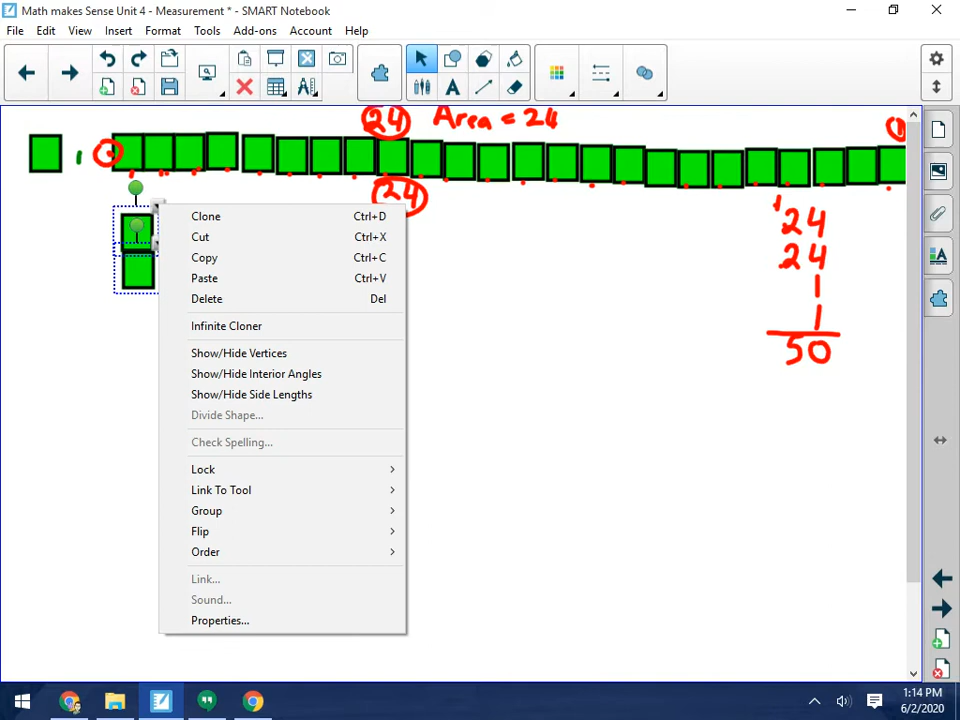 Math makes Sense Unit 4 - Measurement * - SMART Notebook
File Edit View Insert Format Tools Add-ons Account Help
24 Area = 24
24
Clone Ctrl+D
Cut Ctrl+X
Copy Ctrl+C
Paste Ctrl+V
Delete Del
Infinite Cloner
Show/Hide Vertices
Show/Hide Interior Angles
Show/Hide Side Lengths
Divide Shape...
Check Spelling...
Lock
Link To Tool
Group
Flip
Order
Link...
Sound...
Properties...
1
24
24
1
1
50
1:14 PM
6/2/2020